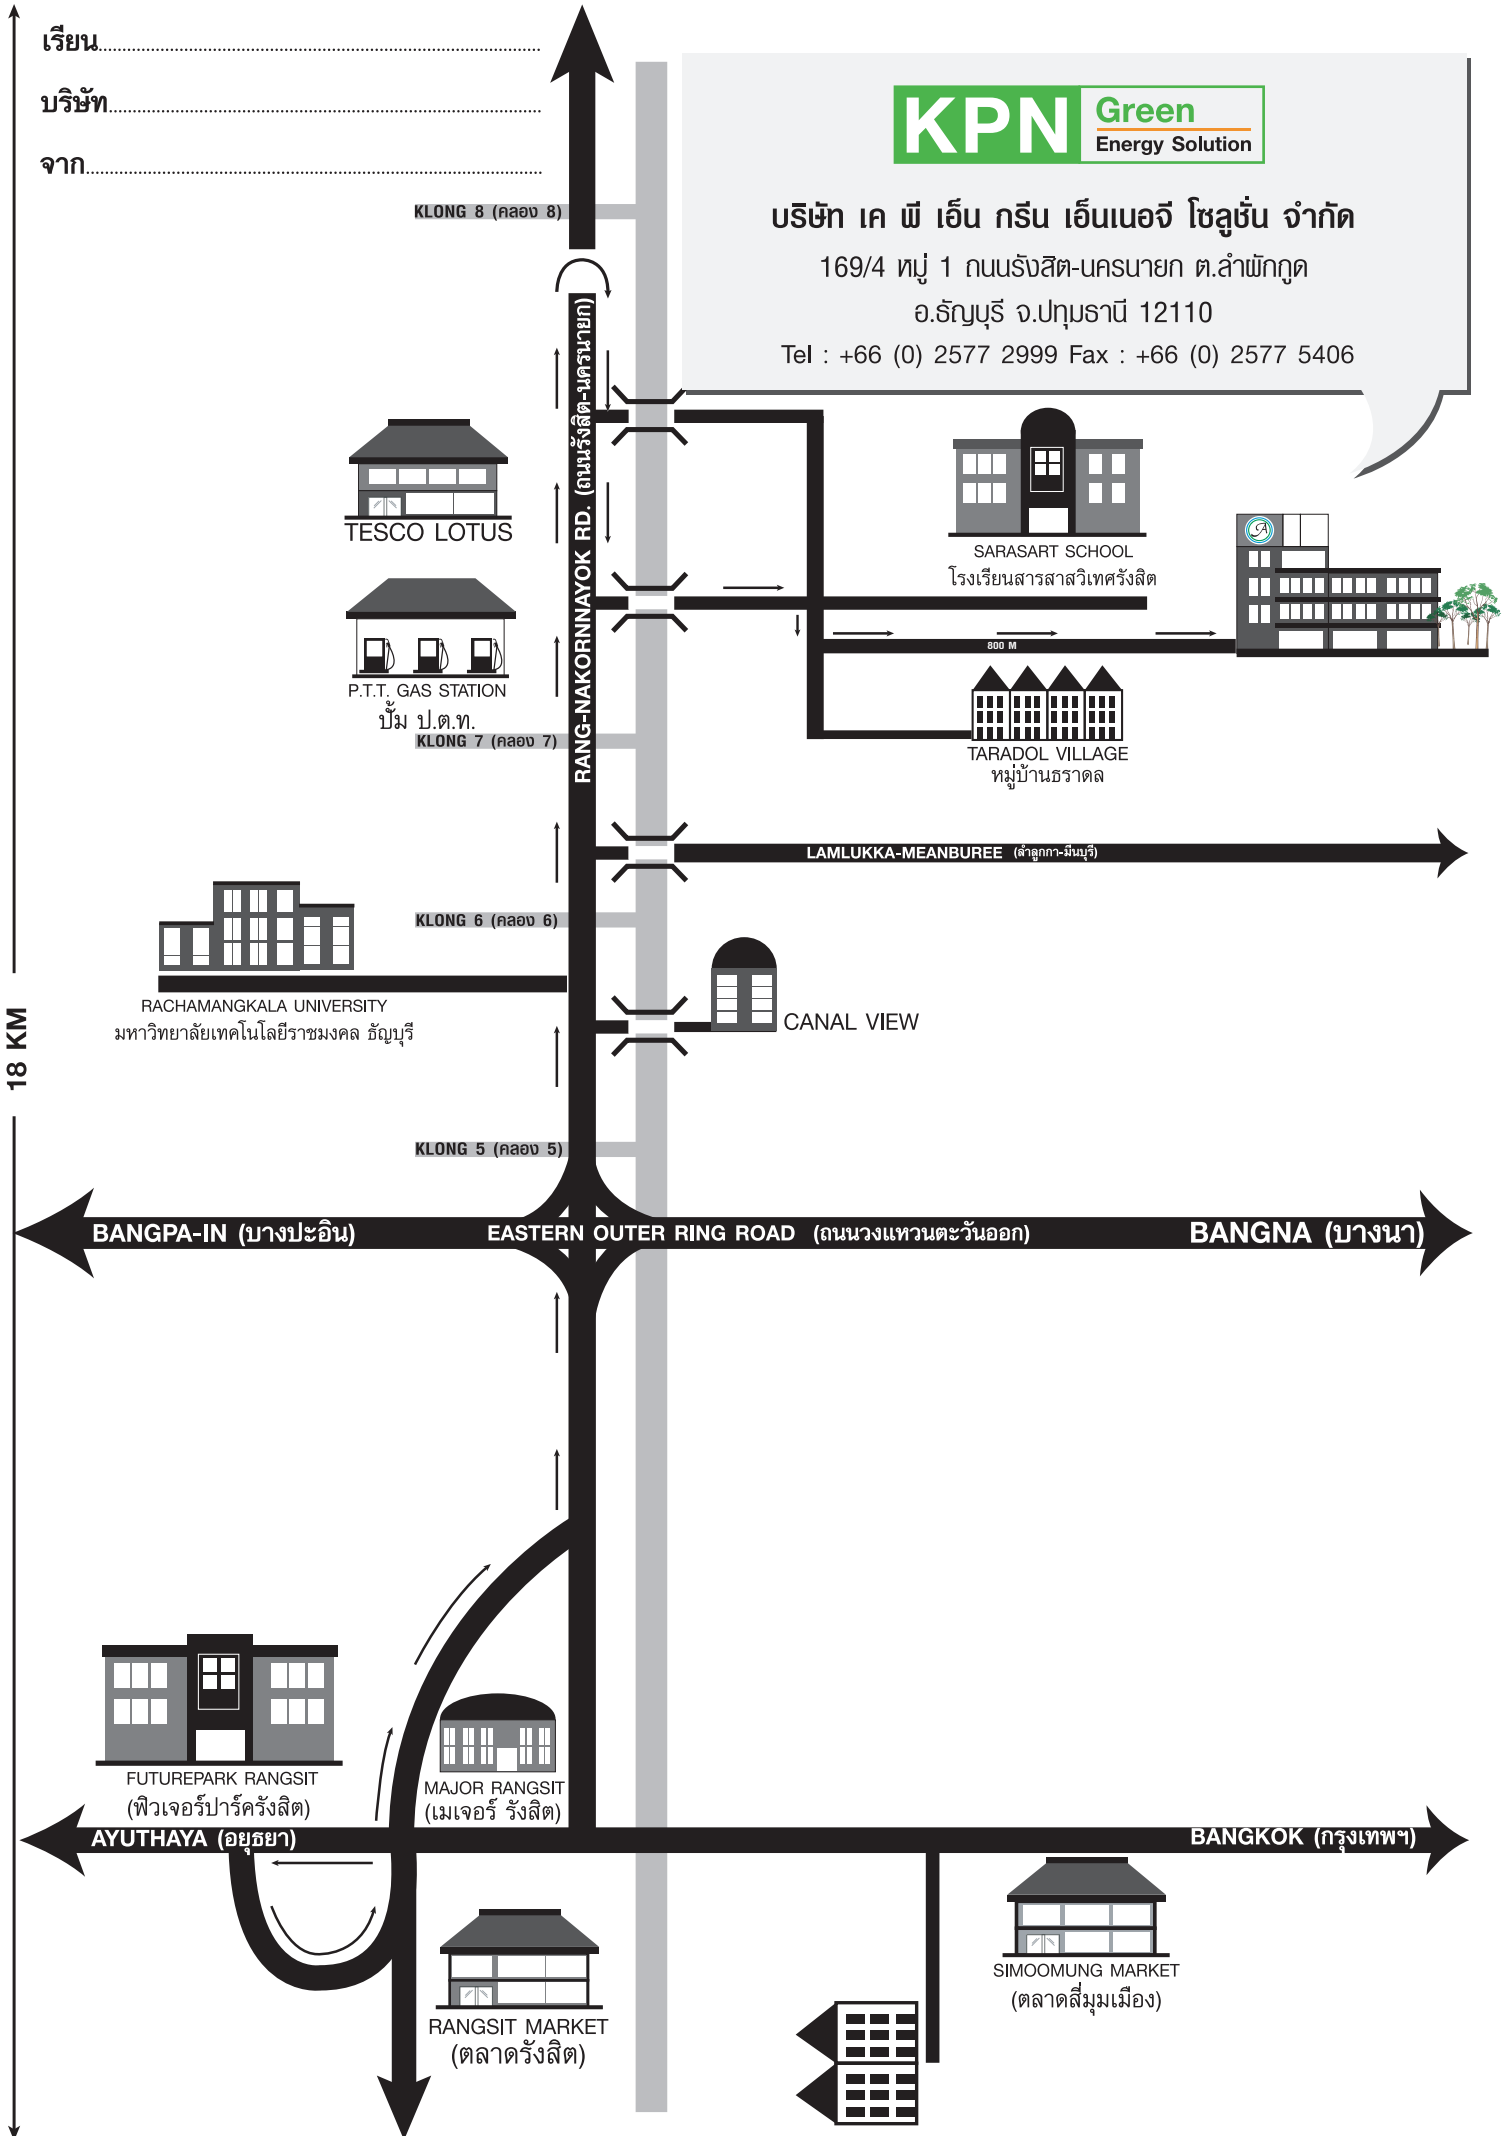 เรียน
บริษัท
จาก
KPN Green
Energy Solution
บริษัท เค พี เอ็น กรีน เอ็นเนอจี โซลูชั่น จำกัด
169/4 หมู่ 1 ถนนรังสิต-นครนายก ต.ลำผักกูด
อ.ธัญบุรี จ.ปทุมธานี 12110
Tel : +66 (0) 2577 2999 Fax : +66 (0) 2577 5406
KLONG 8 (คลอง 8)
RANG-NAKORNNAYOK RD. (ถนนรังสิต-นครนายก)
TESCO LOTUS
SARASART SCHOOL
โรงเรียนสารสาสวิเทศรังสิต
800 M
P.T.T. GAS STATION
ปั้ม ป.ต.ท.
KLONG 7 (คลอง 7)
TARADOL VILLAGE
หมู่บ้านธราดล
LAMLUKKA-MEANBUREE (ลำลูกกา-มีนบุรี)
KLONG 6 (คลอง 6)
RACHAMANGKALA UNIVERSITY
มหาวิทยาลัยเทคโนโลยีราชมงคล ธัญบุรี
CANAL VIEW
18 KM
KLONG 5 (คลอง 5)
BANGPA-IN (บางปะอิน)
EASTERN OUTER RING ROAD (ถนนวงแหวนตะวันออก)
BANGNA (บางนา)
FUTUREPARK RANGSIT
(ฟิวเจอร์ปาร์ครังสิต)
MAJOR RANGSIT
(เมเจอร์ รังสิต)
AYUTHAYA (อยุธยา)
BANGKOK (กรุงเทพฯ)
SIMOOMUNG MARKET
(ตลาดสี่มุมเมือง)
RANGSIT MARKET
(ตลาดรังสิต)